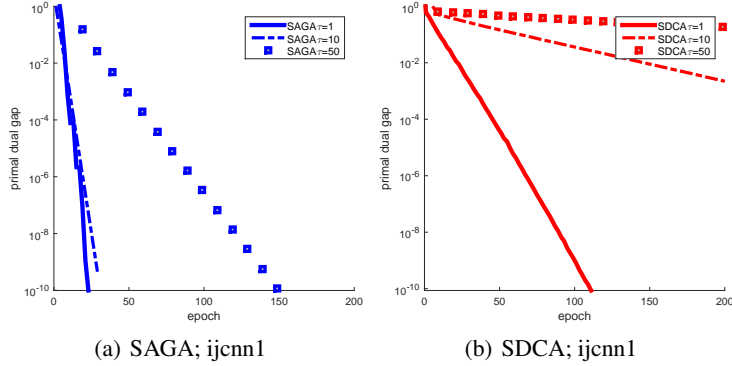 10^0
10^-2
10^-4
10^-6
10^-8
10^-10
primal dual gap
0 50 100 150 200
epoch
SAGAτ=1
SAGAτ=10
SAGAτ=50
(a) SAGA; ijcnn1
10^0
10^-2
10^-4
10^-6
10^-8
10^-10
primal dual gap
0 50 100 150 200
epoch
SDCAτ=1
SDCAτ=10
SDCAτ=50
(b) SDCA; ijcnn1